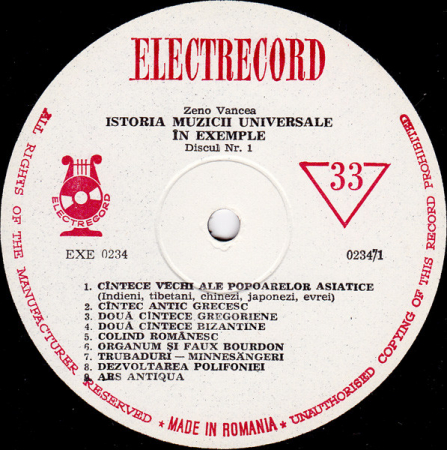 ELECTRECORD
Zeno Vancea
ISTORIA MUZICII UNIVERSALE
ÎN EXEMPLE
Discul Nr. 1
ELECTRECORD
33
EXE 0234
0234/1
1. CÎNTECE VECHI ALE POPOARELOR ASIATICE
(Indieni, tibetani, chinezi, japonezi, evrei)
2. CÎNTEC ANTIC GRECESC
3. DOUĂ CÎNTECE GREGORIENE
4. DOUĂ CÎNTECE BIZANTINE
5. COLIND ROMÂNESC
6. ORGANUM ŞI FAUX BOURDON
7. TRUBADURI — MINNESÄNGERI
8. DEZVOLTAREA POLIFONIEI
9. ARS ANTIQUA
ALL RIGHTS OF THE MANUFACTURER RESERVED * MADE IN ROMANIA * UNAUTHORISED COPYING OF THIS RECORD PROHIBITED